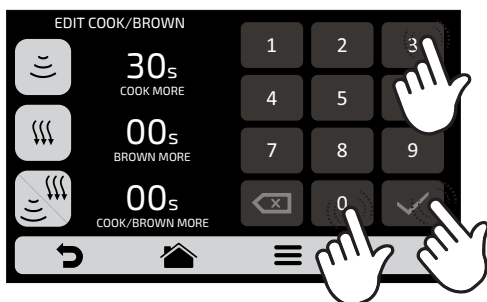 EDIT COOK/BROWN
30s
COOK MORE
00s
BROWN MORE
00s
COOK/BROWN MORE
1 2 3
4 5
7 8 9
0